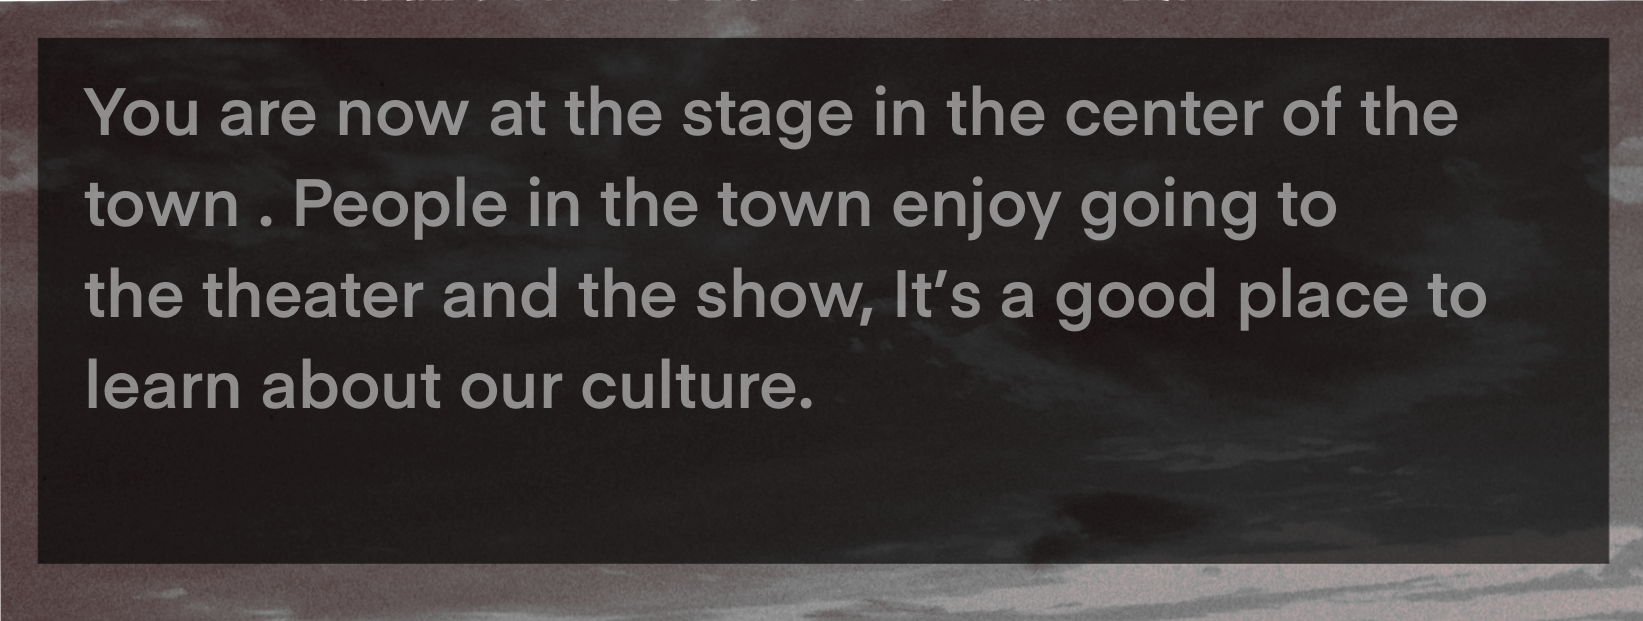 You are now at the stage in the center of the
town . People in the town enjoy going to
the theater and the show, It’s a good place to
learn about our culture.